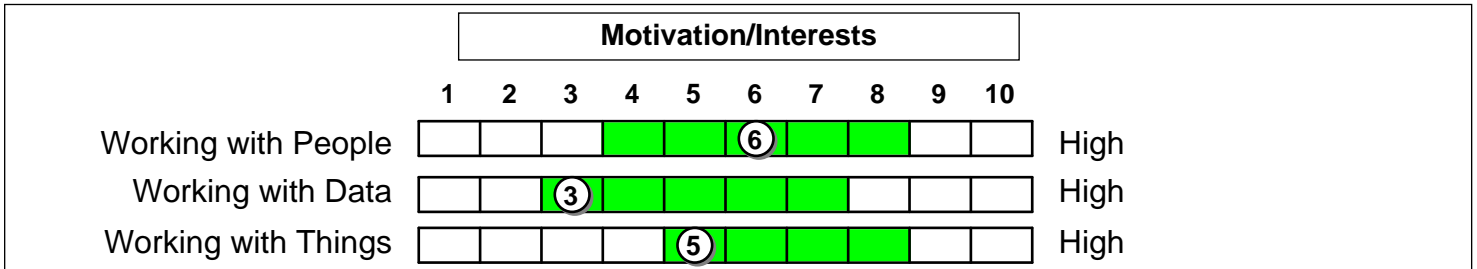 Motivation/Interests
1 2 3 4 5 6 7 8 9 10
Working with People 6 High
Working with Data 3 High
Working with Things 5 High